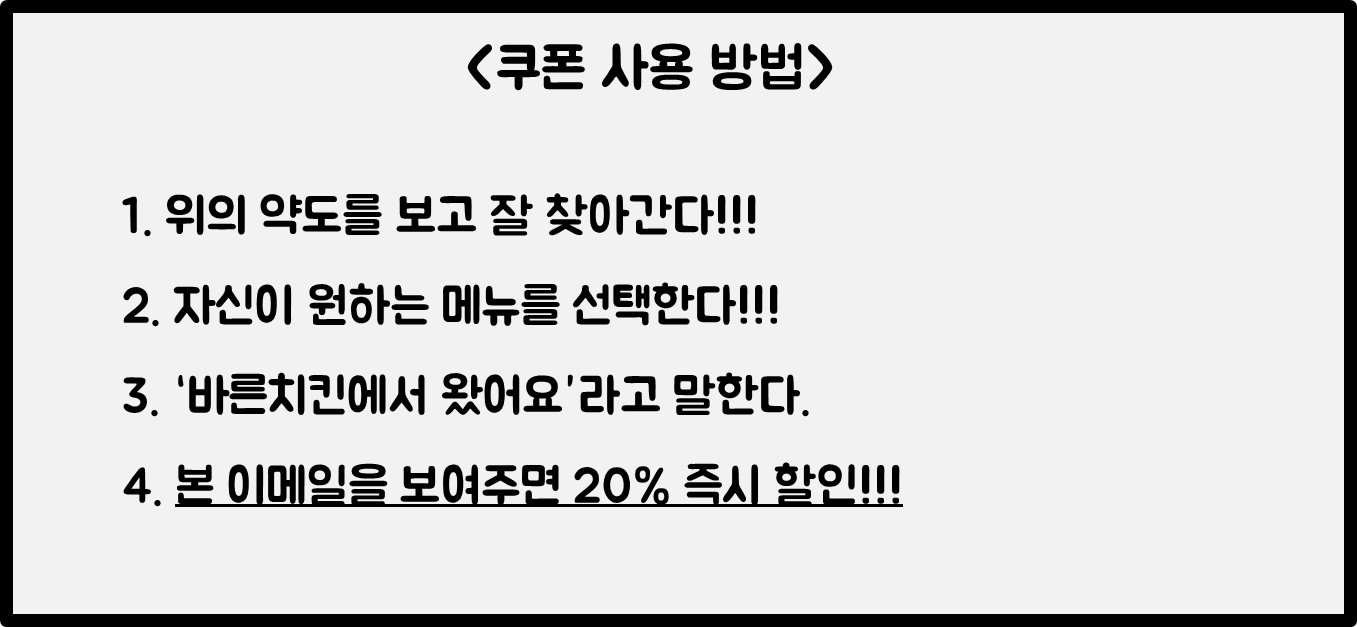 <쿠폰 사용 방법>
1. 위의 약도를 보고 잘 찾아간다!!!
2. 자신이 원하는 메뉴를 선택한다!!!
3. ‘바른치킨에서 왔어요’라고 말한다.
4. 본 이메일을 보여주면 20% 즉시 할인!!!